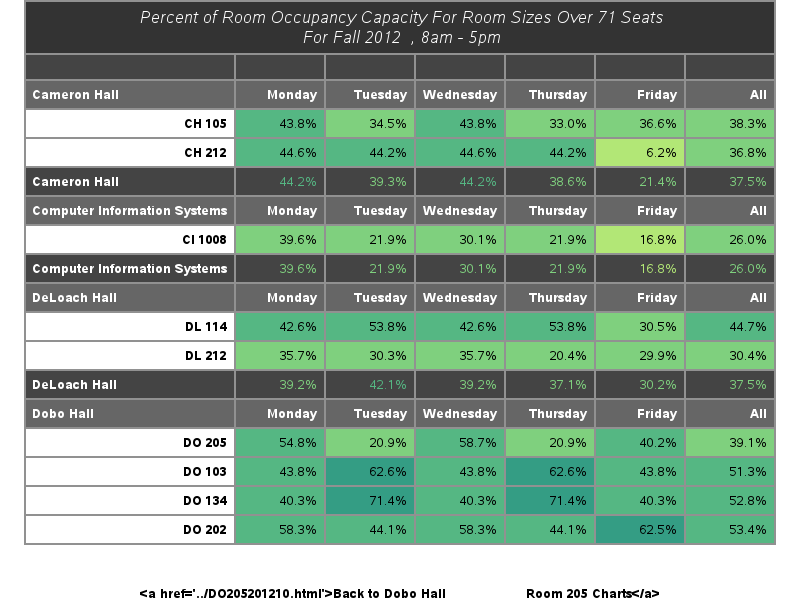 Percent of Room Occupancy Capacity For Room Sizes Over 71 Seats
For Fall 2012 , 8am - 5pm
Cameron Hall Monday Tuesday Wednesday Thursday Friday All
CH 105 43.8% 34.5% 43.8% 33.0% 36.6% 38.3%
CH 212 44.6% 44.2% 44.6% 44.2% 6.2% 36.8%
Cameron Hall 44.2% 39.3% 44.2% 38.6% 21.4% 37.5%
Computer Information Systems Monday Tuesday Wednesday Thursday Friday All
CI 1008 39.6% 21.9% 30.1% 21.9% 16.8% 26.0%
Computer Information Systems 39.6% 21.9% 30.1% 21.9% 16.8% 26.0%
DeLoach Hall Monday Tuesday Wednesday Thursday Friday All
DL 114 42.6% 53.8% 42.6% 53.8% 30.5% 44.7%
DL 212 35.7% 30.3% 35.7% 20.4% 29.9% 30.4%
DeLoach Hall 39.2% 42.1% 39.2% 37.1% 30.2% 37.5%
Dobo Hall Monday Tuesday Wednesday Thursday Friday All
DO 205 54.8% 20.9% 58.7% 20.9% 40.2% 39.1%
DO 103 43.8% 62.6% 43.8% 62.6% 43.8% 51.3%
DO 134 40.3% 71.4% 40.3% 71.4% 40.3% 52.8%
DO 202 58.3% 44.1% 58.3% 44.1% 62.5% 53.4%
<a href='../DO205201210.html'>Back to Dobo Hall Room 205 Charts</a>